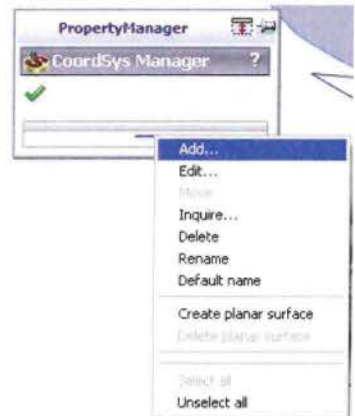 PropertyManager
CoordSys Manager ?
Add...
Edit...
Move
Inquire...
Delete
Rename
Default name
Create planar surface
Delete planar surface
Select all
Unselect all